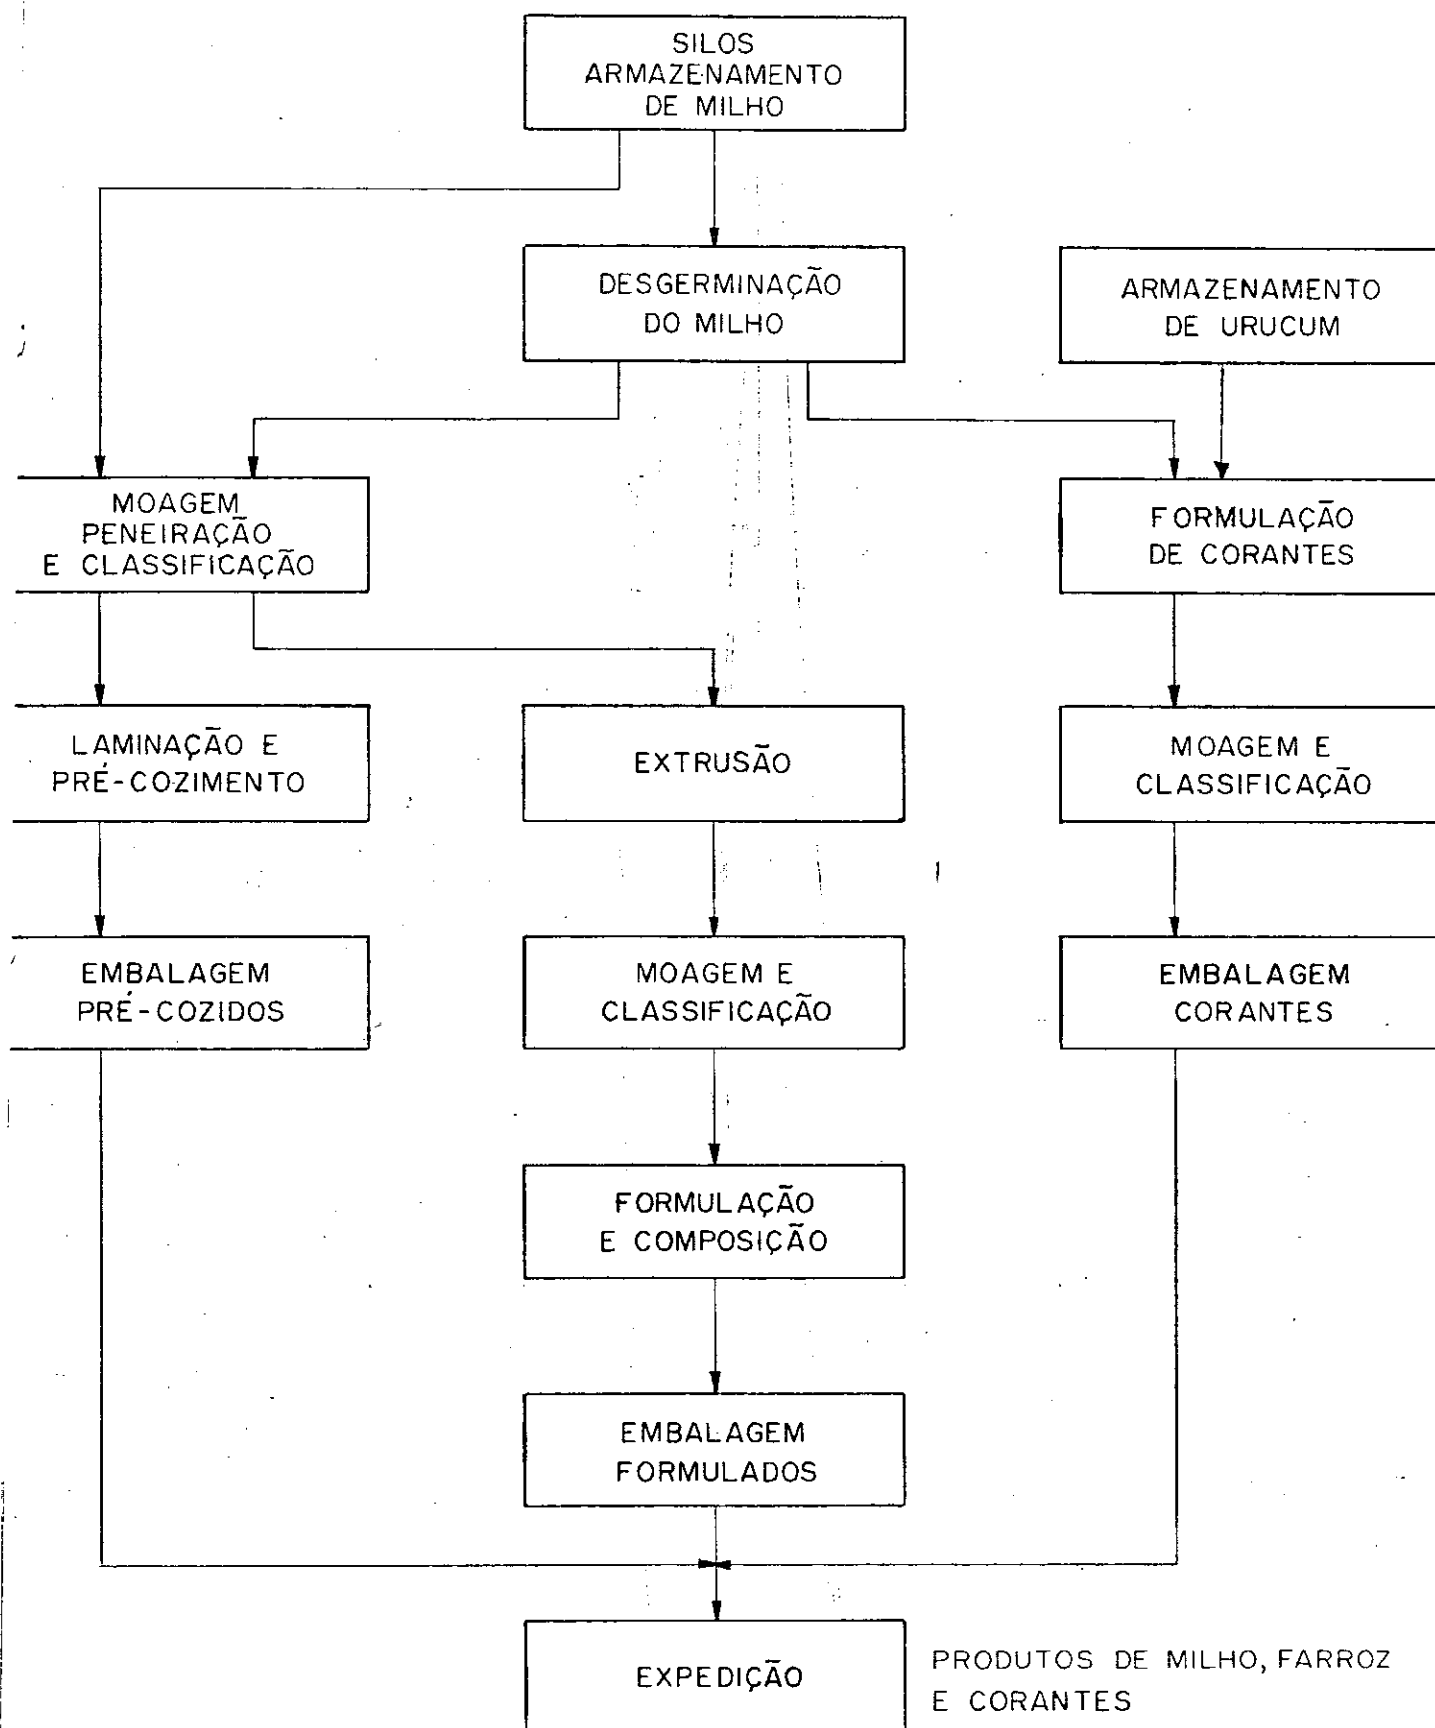 SILOS
ARMAZENAMENTO
DE MILHO
DESGERMINAÇÃO
DO MILHO
ARMAZENAMENTO
DE URUCUM
MOAGEM
PENEIRAÇÃO
E CLASSIFICAÇÃO
FORMULAÇÃO
DE CORANTES
LAMINAÇÃO E
PRÉ-COZIMENTO
EXTRUSÃO
MOAGEM E
CLASSIFICAÇÃO
EMBALAGEM
PRÉ-COZIDOS
MOAGEM E
CLASSIFICAÇÃO
EMBALAGEM
CORANTES
FORMULAÇÃO
E COMPOSIÇÃO
EMBALAGEM
FORMULADOS
EXPEDIÇÃO
PRODUTOS DE MILHO, FARROZ
E CORANTES